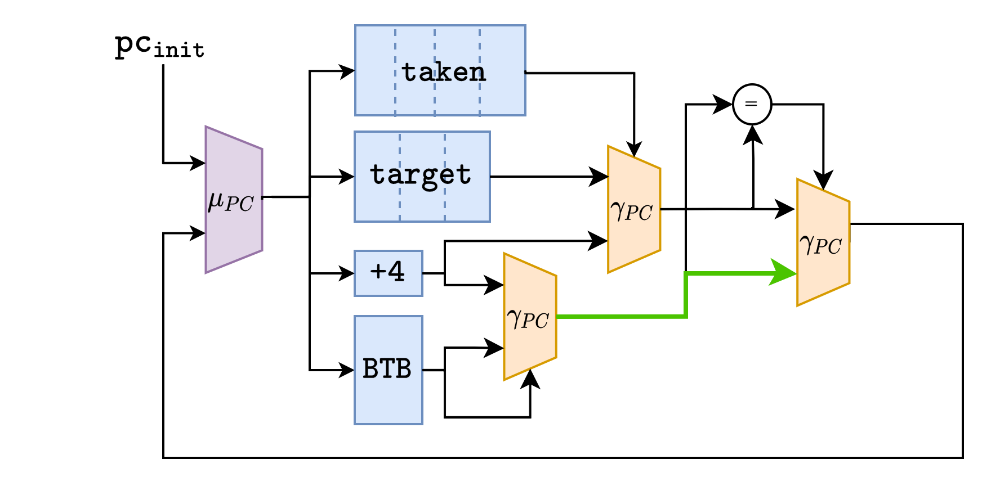 pc_init
taken
=
target
μ_PC
γ_PC
γ_PC
+4
γ_PC
BTB